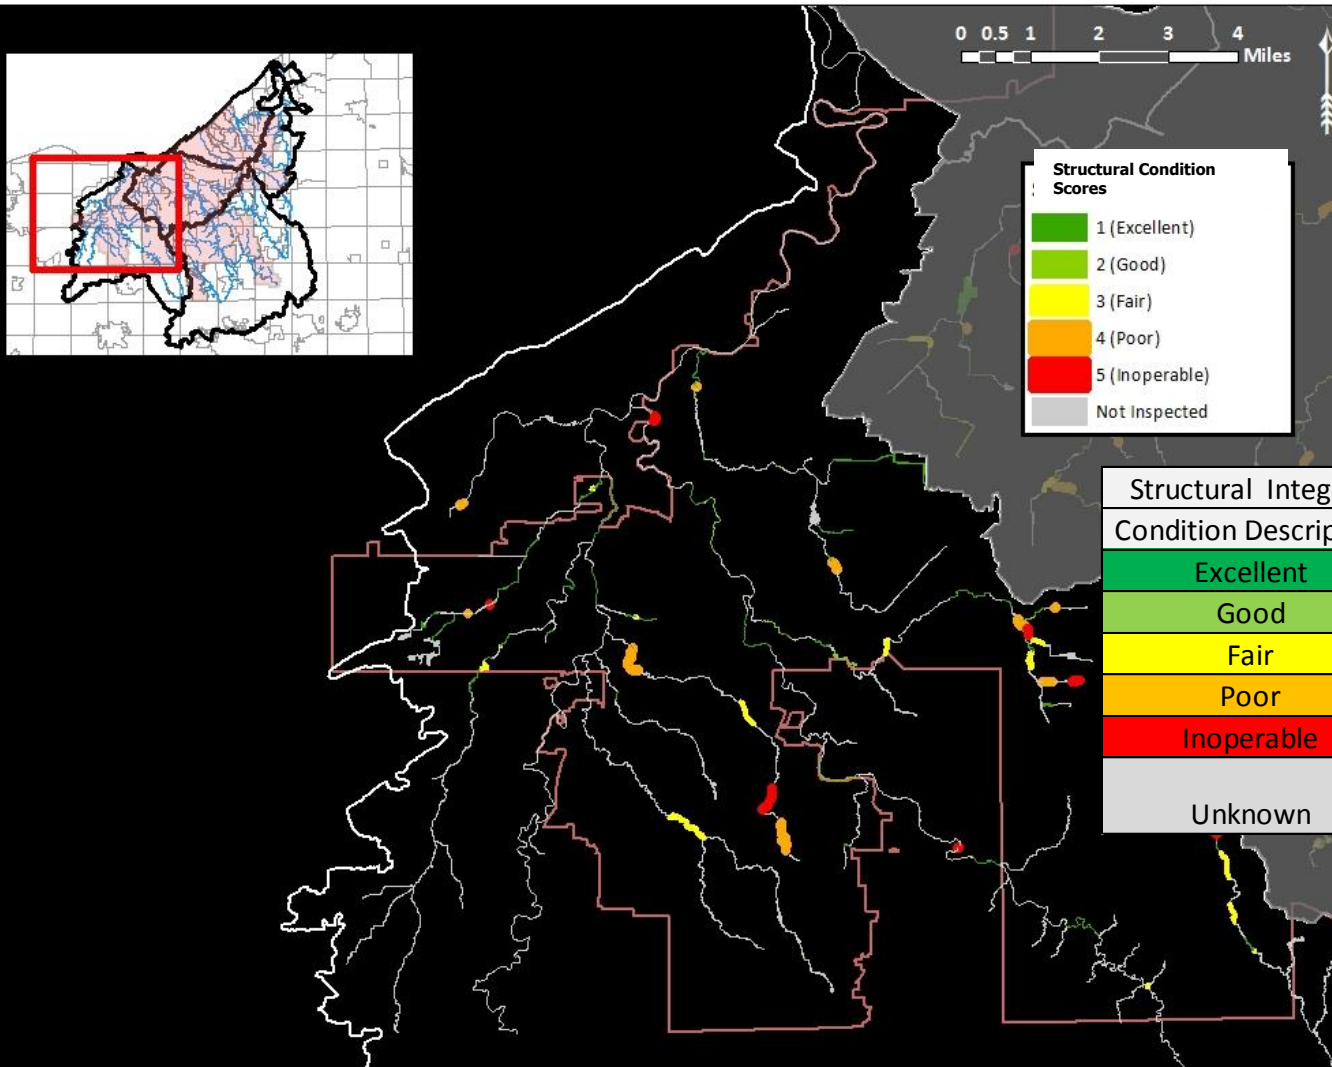 0 0.5 1 2 3 4
Miles
Structural Condition
Scores
1 (Excellent)
2 (Good)
3 (Fair)
4 (Poor)
5 (Inoperable)
Not Inspected
Structural Integ
Condition Descrip
Excellent
Good
Fair
Poor
Inoperable
Unknown